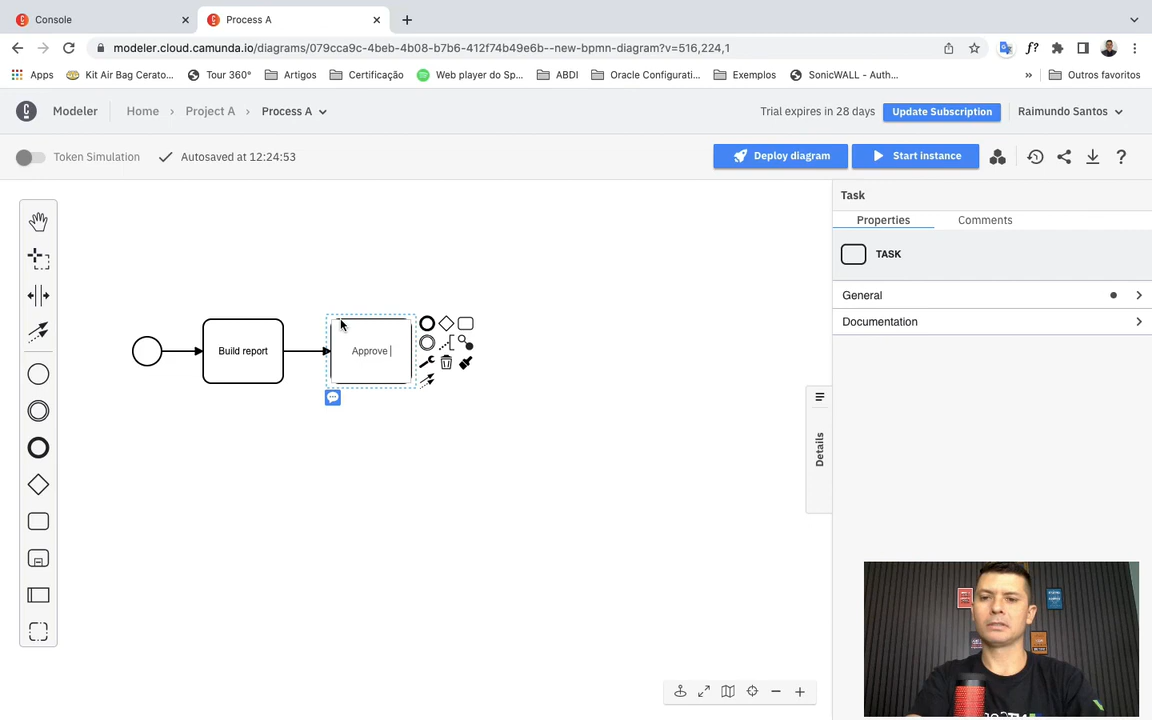 Console
Process A
modeler.cloud.camunda.io/diagrams/079cca9c-4beb-4b08-b7b6-412f74b49e6b--new-bpmn-diagram?v=516,224,1
Apps
Kit Air Bag Cerato...
Tour 360°
Artigos
Certificação
Web player do Sp...
ABDI
Oracle Configurati...
Exemplos
SonicWALL - Auth...
»
Outros favoritos
Modeler
Home
Project A
Process A
Trial expires in 28 days
Update Subscription
Raimundo Santos
Token Simulation
Autosaved at 12:24:53
Deploy diagram
Start instance
Task
Properties
Comments
TASK
General
Documentation
Build report
Approve
Details